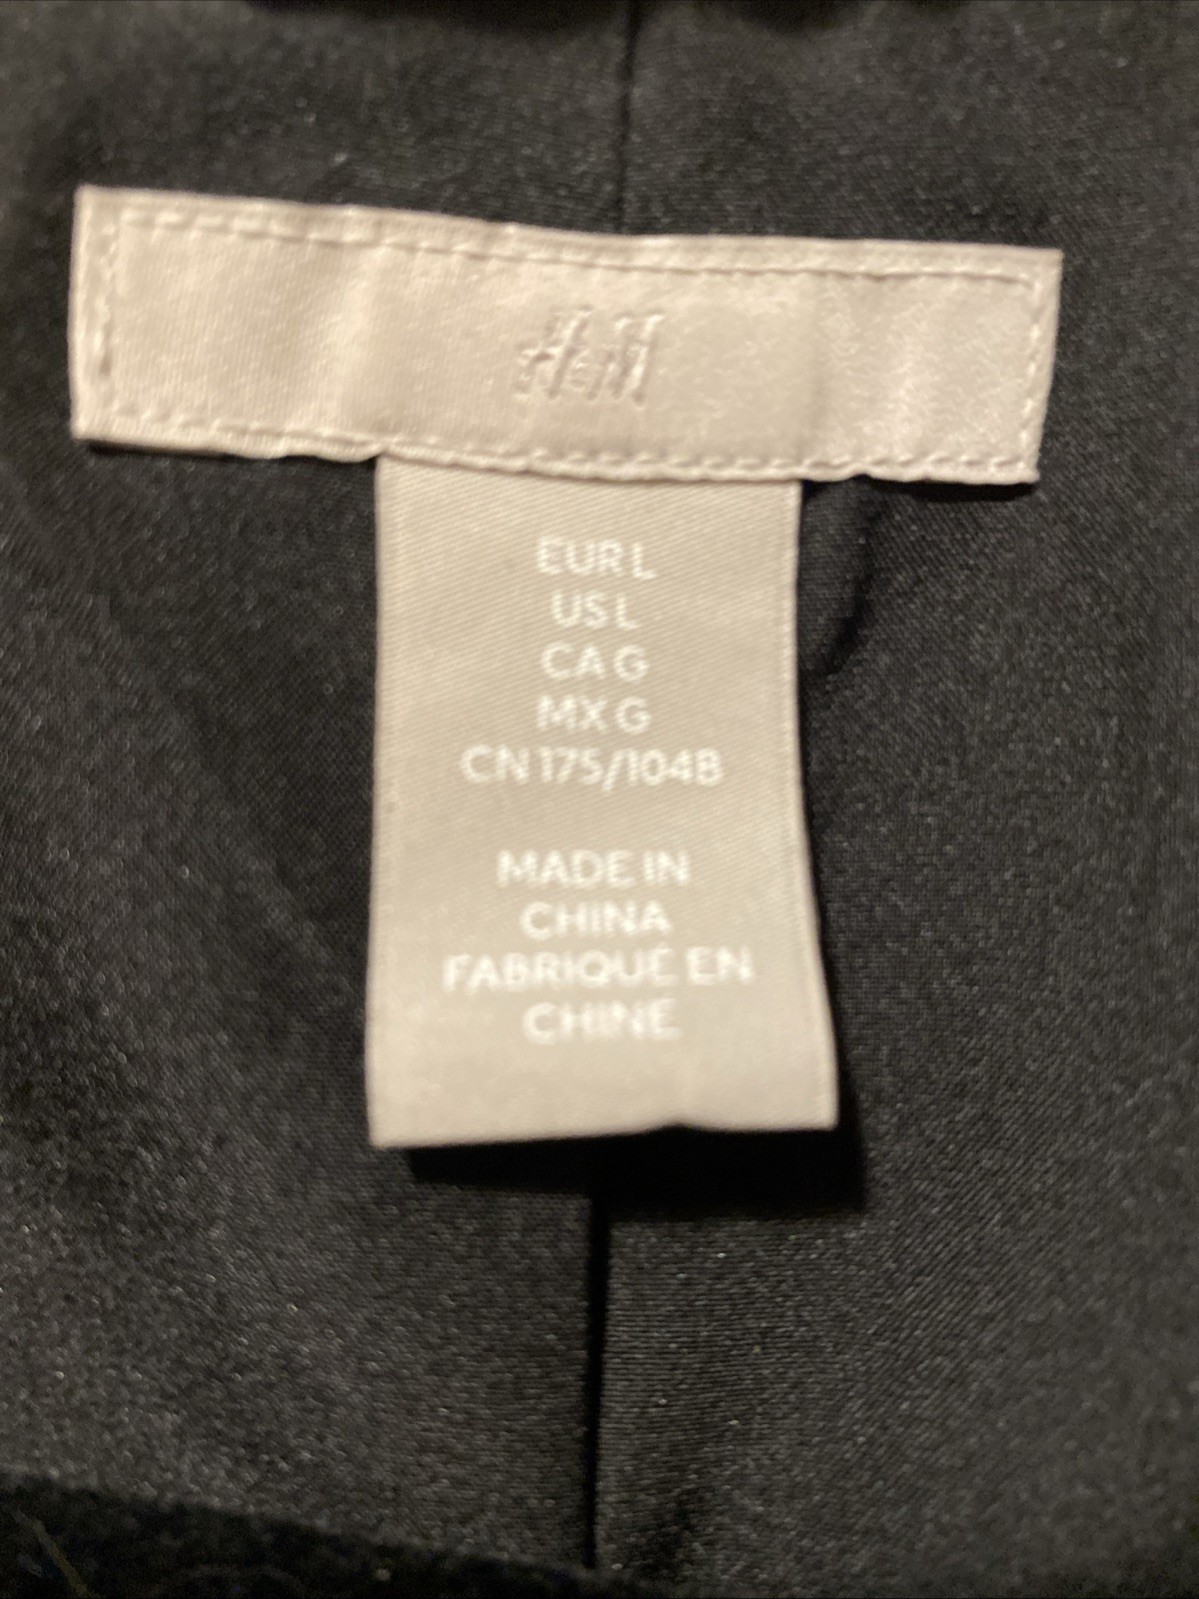 H&M
EUR L
US L
CA G
MX G
CN 175/104B
MADE IN
CHINA
FABRIQUÉ EN
CHINE